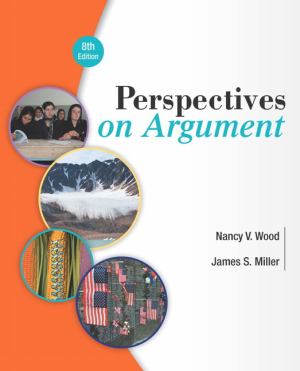 8th
Edition
Perspectives
on Argument
Nancy V. Wood
James S. Miller